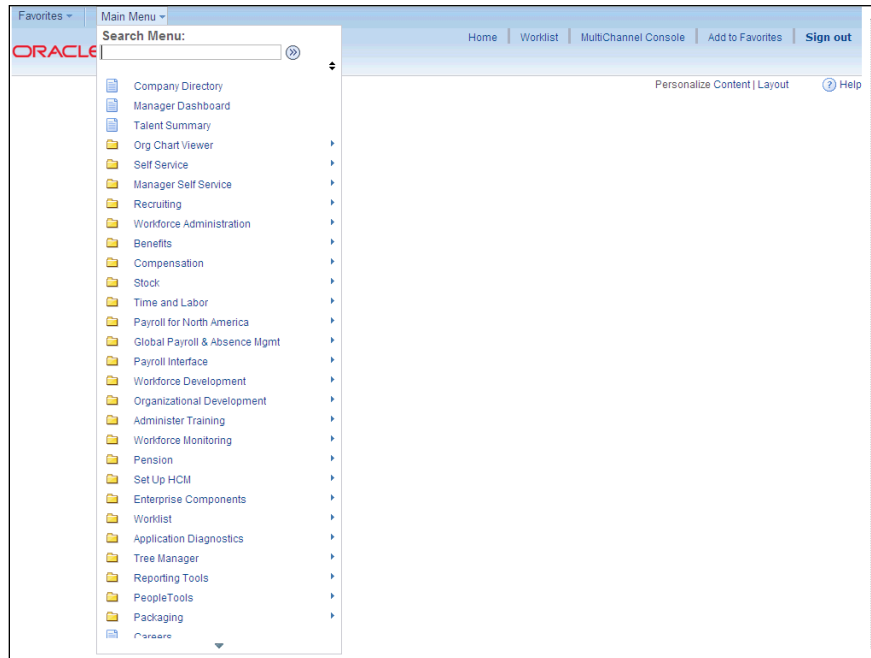 Favorites Main Menu
Search Menu:
ORACLE
Home Worklist MultiChannel Console Add to Favorites Sign out
Personalize Content | Layout ? Help
Company Directory
Manager Dashboard
Talent Summary
Org Chart Viewer
Self Service
Manager Self Service
Recruiting
Workforce Administration
Benefits
Compensation
Stock
Time and Labor
Payroll for North America
Global Payroll & Absence Mgmt
Payroll Interface
Workforce Development
Organizational Development
Administer Training
Workforce Monitoring
Pension
Set Up HCM
Enterprise Components
Worklist
Application Diagnostics
Tree Manager
Reporting Tools
PeopleTools
Packaging
Careers